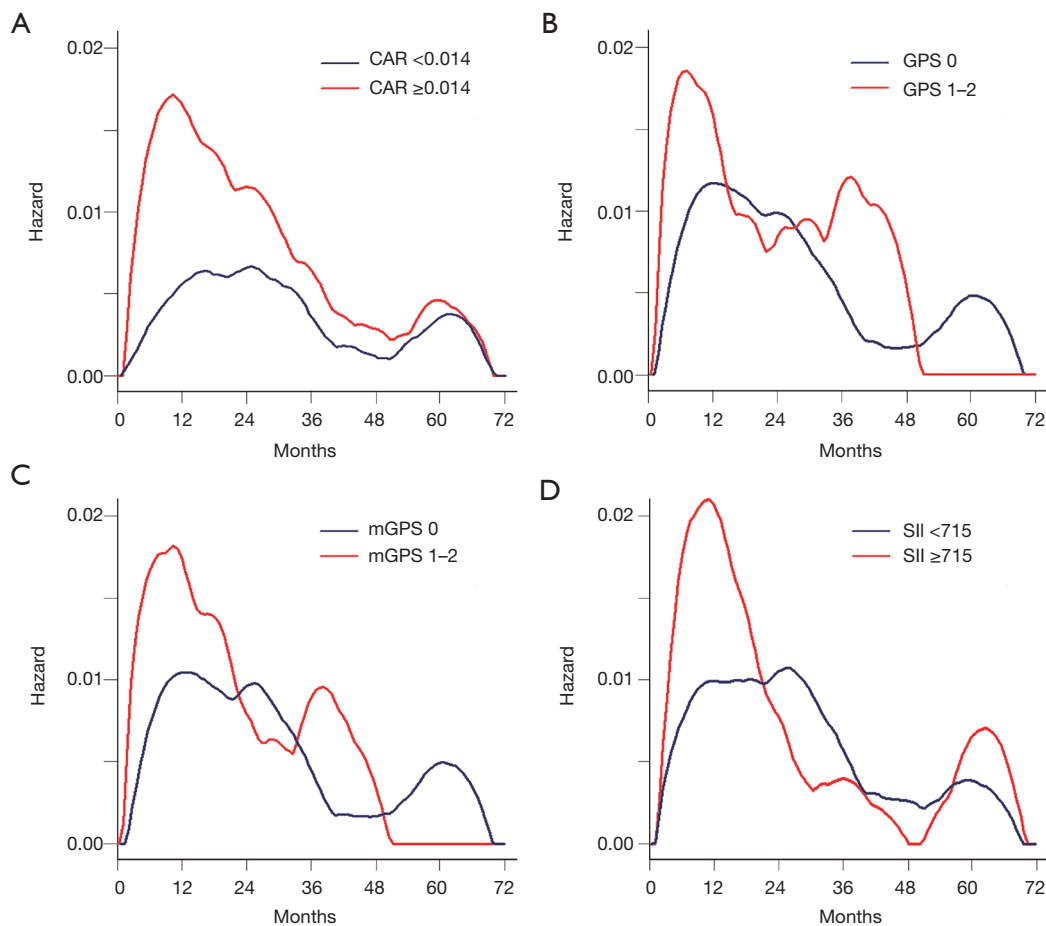 A
0.02
CAR <0.014
CAR ≥0.014
Hazard
0.01
0.00
0 12 24 36 48 60 72
Months
B
0.02
GPS 0
GPS 1–2
Hazard
0.01
0.00
0 12 24 36 48 60 72
Months
C
0.02
mGPS 0
mGPS 1–2
Hazard
0.01
0.00
0 12 24 36 48 60 72
Months
D
0.02
SII <715
SII ≥715
Hazard
0.01
0.00
0 12 24 36 48 60 72
Months